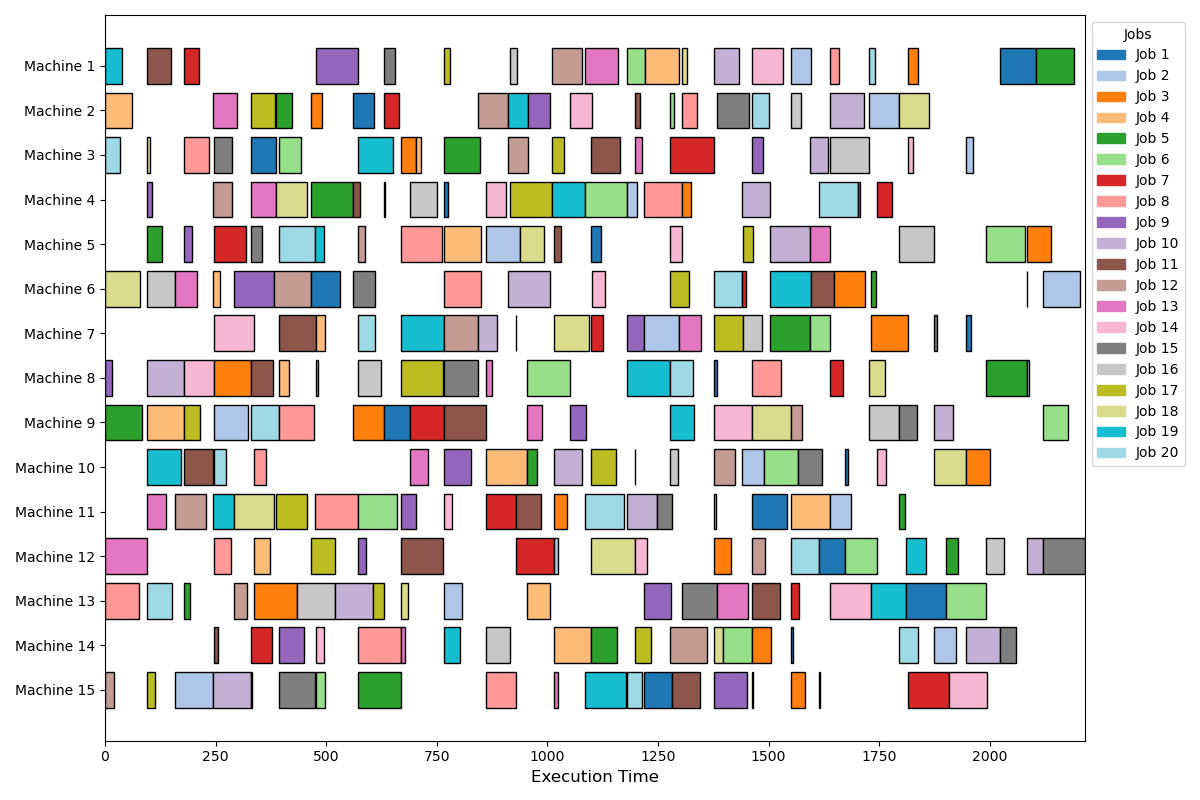 Machine 1
Machine 2
Machine 3
Machine 4
Machine 5
Machine 6
Machine 7
Machine 8
Machine 9
Machine 10
Machine 11
Machine 12
Machine 13
Machine 14
Machine 15
0 250 500 750 1000 1250 1500 1750 2000
Execution Time
Jobs
Job 1
Job 2
Job 3
Job 4
Job 5
Job 6
Job 7
Job 8
Job 9
Job 10
Job 11
Job 12
Job 13
Job 14
Job 15
Job 16
Job 17
Job 18
Job 19
Job 20